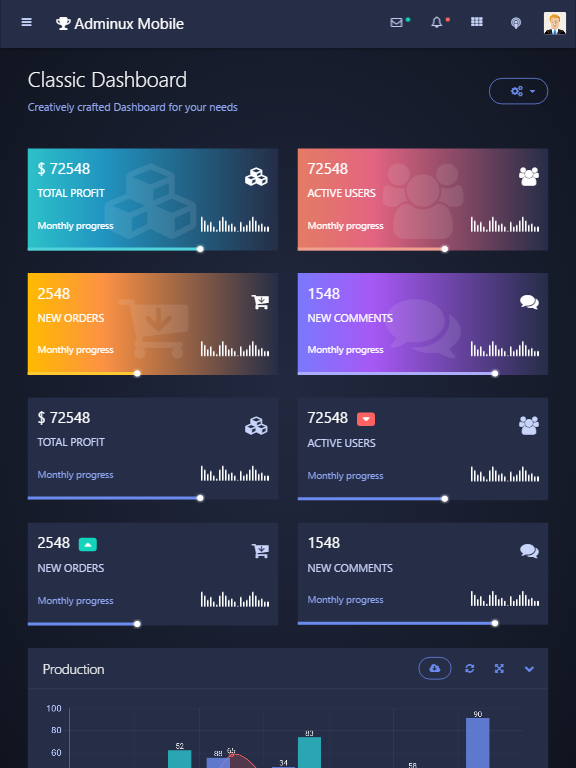 Adminux Mobile
Classic Dashboard
Creatively crafted Dashboard for your needs
$ 72548
TOTAL PROFIT
Monthly progress
72548
ACTIVE USERS
Monthly progress
2548
NEW ORDERS
Monthly progress
1548
NEW COMMENTS
Monthly progress
$ 72548
TOTAL PROFIT
Monthly progress
72548
ACTIVE USERS
Monthly progress
2548
NEW ORDERS
Monthly progress
1548
NEW COMMENTS
Monthly progress
Production
100
90
80
83
60
52
88
65
34
58